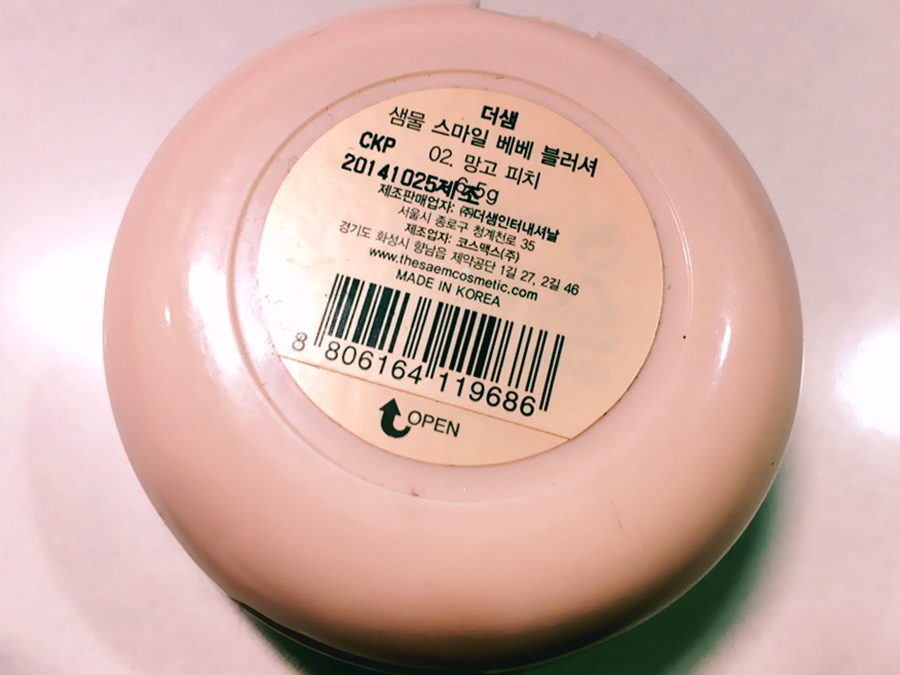 더샘
샘물 스마일 베베 블러셔
CKP 02. 망고 피치
20141025제조 6.5g
제조판매업자: ㈜더샘인터내셔날
서울시 종로구 청계천로 35
제조업자: 코스맥스(주)
경기도 화성시 향남읍 제약공단 1길 27, 2길 46
www.thesaemcosmetic.com
MADE IN KOREA
8 806164 119686
OPEN